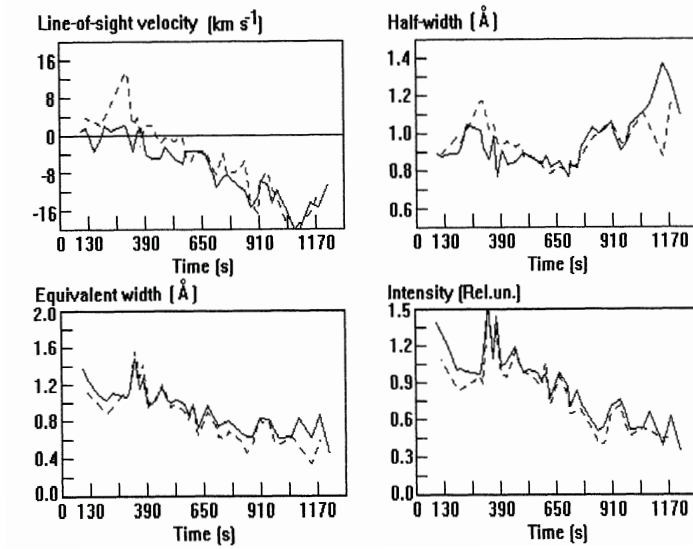 Line-of-sight velocity (km s-1)
16
8
0
-8
-16
0 130 390 650 910 1170
Time (s)
Half-width (Å)
1.4
1.2
1.0
0.8
0.6
0 130 390 650 910 1170
Time (s)
Equivalent width (Å)
2.0
1.6
1.2
0.8
0.4
0.0
0 130 390 650 910 1170
Time (s)
Intensity (Rel.un.)
1.5
1.2
0.9
0.6
0.3
0.0
0 130 390 650 910 1170
Time (s)